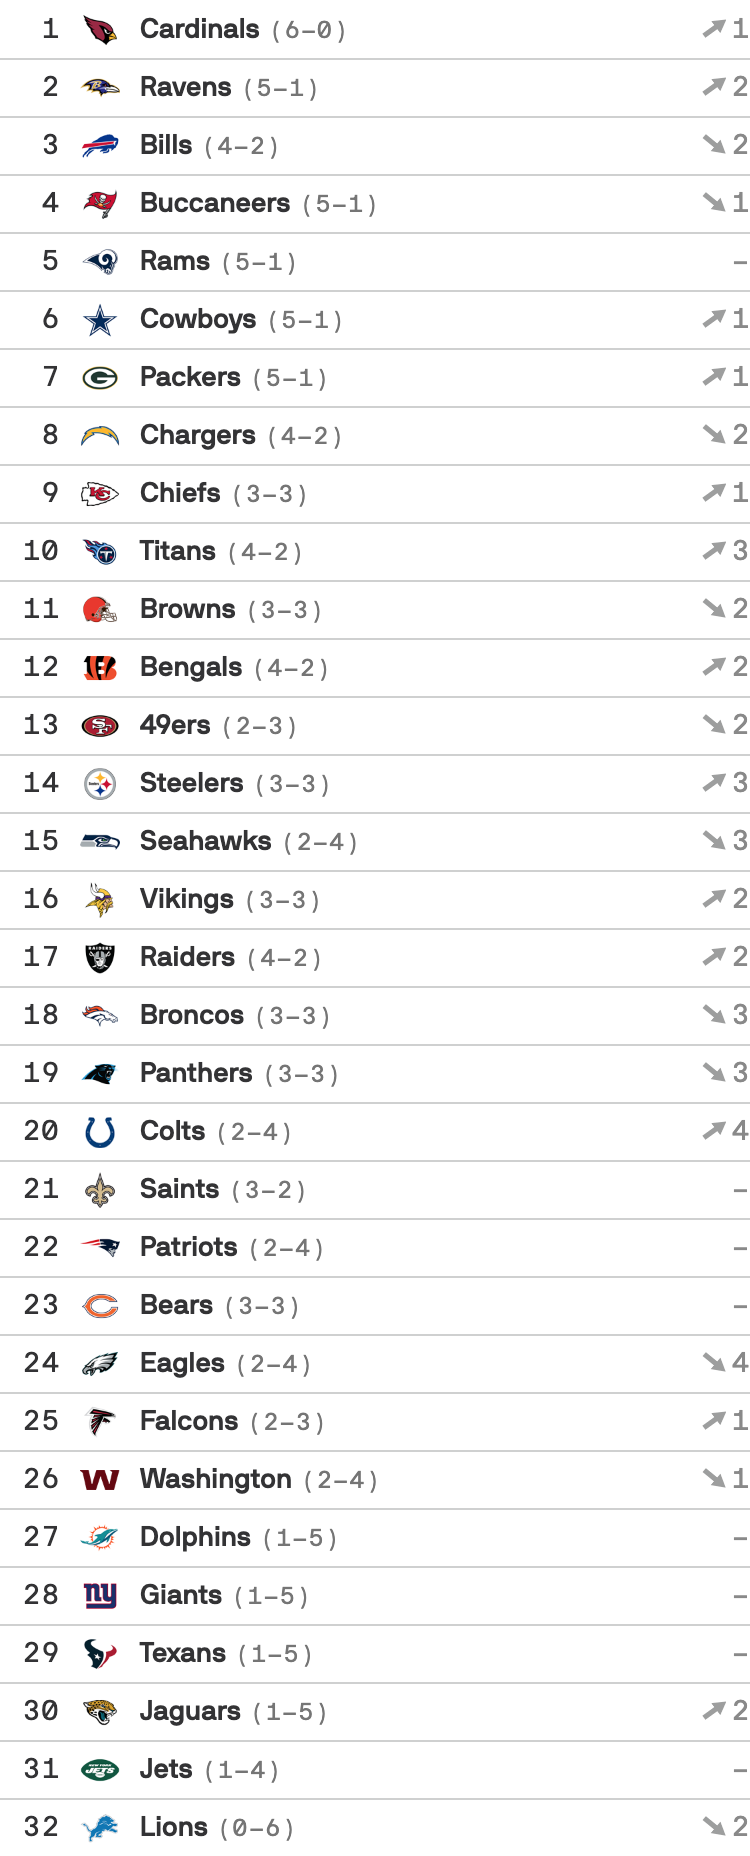 1 Cardinals (6-0) ↗ 1
2 Ravens (5-1) ↗ 2
3 Bills (4-2) ↘ 2
4 Buccaneers (5-1) ↘ 1
5 Rams (5-1) –
6 Cowboys (5-1) ↗ 1
7 Packers (5-1) ↗ 1
8 Chargers (4-2) ↘ 2
9 Chiefs (3-3) ↗ 1
10 Titans (4-2) ↗ 3
11 Browns (3-3) ↘ 2
12 Bengals (4-2) ↗ 2
13 49ers (2-3) ↘ 2
14 Steelers (3-3) ↗ 3
15 Seahawks (2-4) ↘ 3
16 Vikings (3-3) ↗ 2
17 Raiders (4-2) ↗ 2
18 Broncos (3-3) ↘ 3
19 Panthers (3-3) ↘ 3
20 Colts (2-4) ↗ 4
21 Saints (3-2) –
22 Patriots (2-4) –
23 Bears (3-3) –
24 Eagles (2-4) ↘ 4
25 Falcons (2-3) ↗ 1
26 W Washington (2-4) ↘ 1
27 Dolphins (1-5) –
28 ny Giants (1-5) –
29 Texans (1-5) –
30 Jaguars (1-5) ↗ 2
31 JETS Jets (1-4) –
32 Lions (0-6) ↘ 2